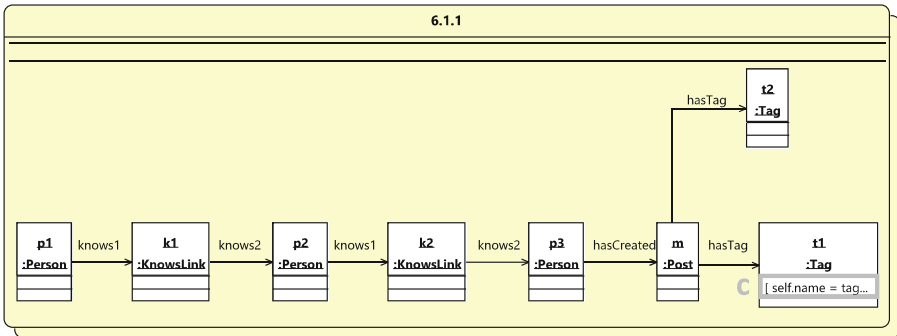 6.1.1
t2
:Tag
hasTag
p1
:Person
knows1
k1
:KnowsLink
knows2
p2
:Person
knows1
k2
:KnowsLink
knows2
p3
:Person
hasCreated
m
:Post
hasTag
t1
:Tag
C
[ self.name = tag...